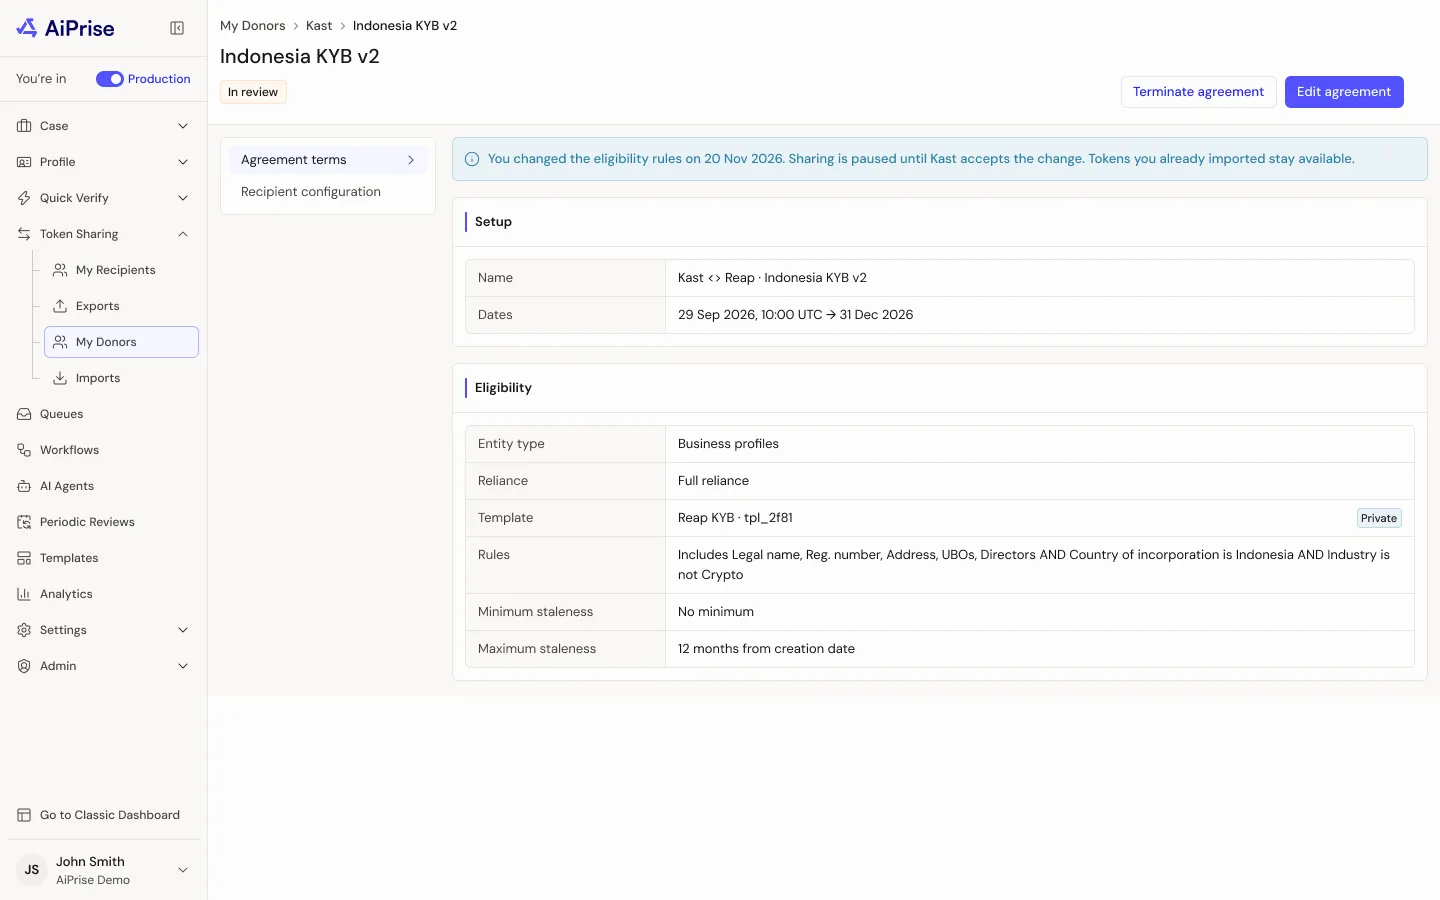 AiPrise
You're in
Production
Case
Profile
Quick Verify
Token Sharing
My Recipients
Exports
My Donors
Imports
Queues
Workflows
AI Agents
Periodic Reviews
Templates
Analytics
Settings
Admin
Go to Classic Dashboard
JS
John Smith
AiPrise Demo
My Donors > Kast > Indonesia KYB v2
Indonesia KYB v2
In review
Terminate agreement
Edit agreement
Agreement terms
Recipient configuration
You changed the eligibility rules on 20 Nov 2026. Sharing is paused until Kast accepts the change. Tokens you already imported stay available.
Setup
Name
Kast <> Reap · Indonesia KYB v2
Dates
29 Sep 2026, 10:00 UTC → 31 Dec 2026
Eligibility
Entity type
Business profiles
Reliance
Full reliance
Template
Reap KYB · tpl_2f81
Private
Rules
Includes Legal name, Reg. number, Address, UBOs, Directors AND Country of incorporation is Indonesia AND Industry is
not Crypto
Minimum staleness
No minimum
Maximum staleness
12 months from creation date